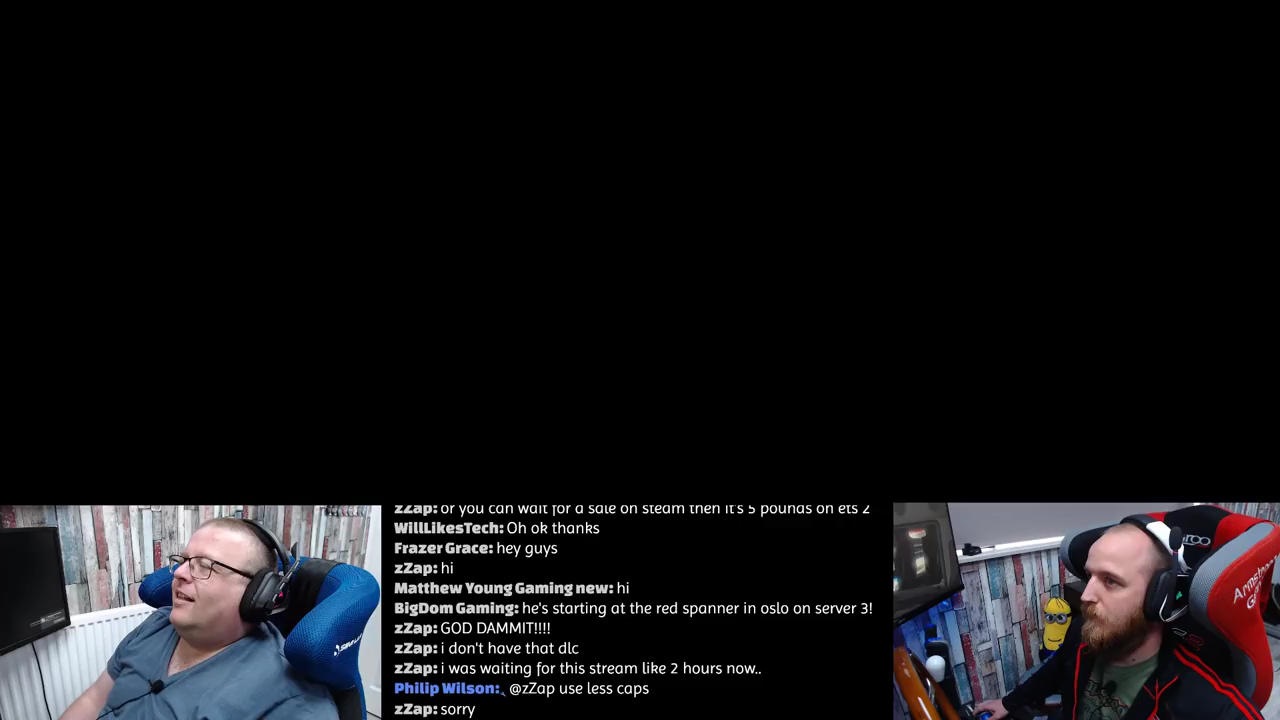 zZap: or you can wait for a sale on steam then it's 5 pounds on ets 2
WillLikesTech: Oh ok thanks
Frazer Grace: hey guys
zZap: hi
Matthew Young Gaming new: hi
BigDom Gaming: he's starting at the red spanner in oslo on server 3!
zZap: GOD DAMMIT!!!!
zZap: i don't have that dlc
zZap: i was waiting for this stream like 2 hours now..
Philip Wilson: @zZap use less caps
zZap: sorry